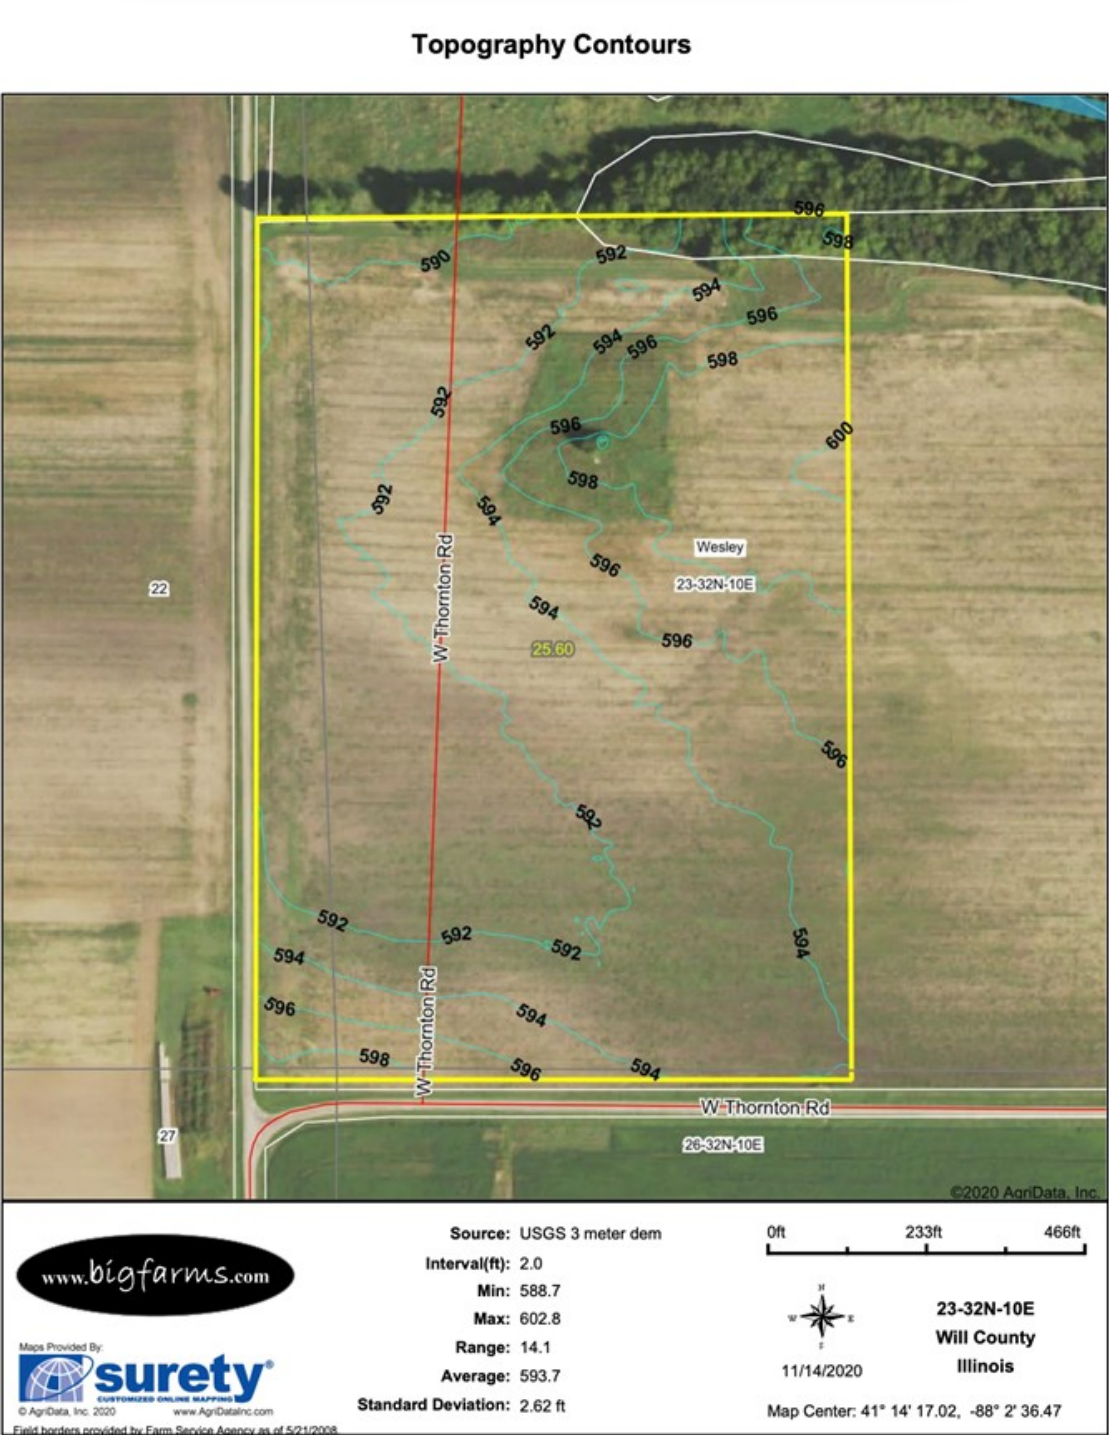 Topography Contours
596
598
590
592
594
592
596
594
596
598
592
600
596
598
592
594
W Thornton Rd
Wesley
596
23-32N-10E
22
594
596
25.60
596
592
592
592
592
594
594
596
594
W Thornton Rd
598
596
594
W Thornton Rd
27
26-32N-10E
©2020 AgriData, Inc.
www.bigfarms.com
Maps Provided By:
surety®
CUSTOMIZED ONLINE MAPPING
© AgriData, Inc. 2020 www.AgriDataInc.com
Field borders provided by Farm Service Agency as of 5/21/2008.
Source: USGS 3 meter dem
Interval(ft): 2.0
Min: 588.7
Max: 602.8
Range: 14.1
Average: 593.7
Standard Deviation: 2.62 ft
0ft 233ft 466ft
N
W E
S
11/14/2020
23-32N-10E
Will County
Illinois
Map Center: 41° 14' 17.02, -88° 2' 36.47